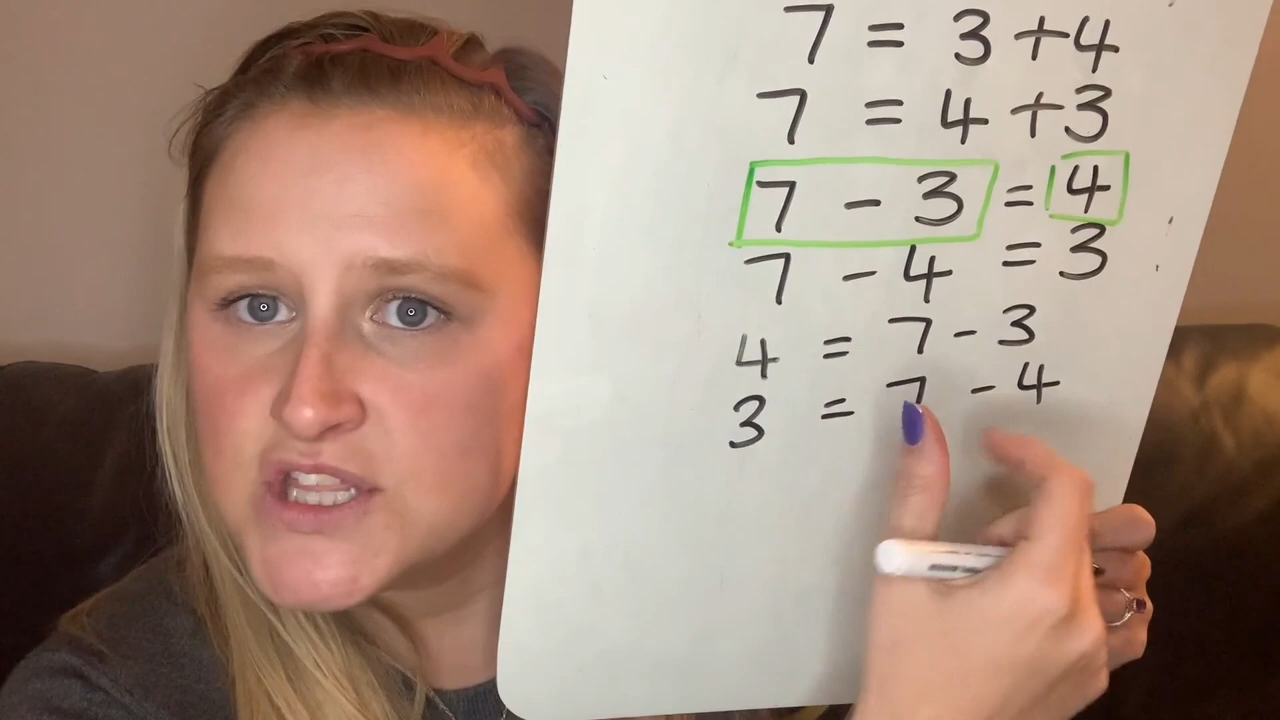 7 = 3 + 4
7 = 4 + 3
7 - 3 = 4
7 - 4 = 3
4 = 7 - 3
3 = 7 - 4